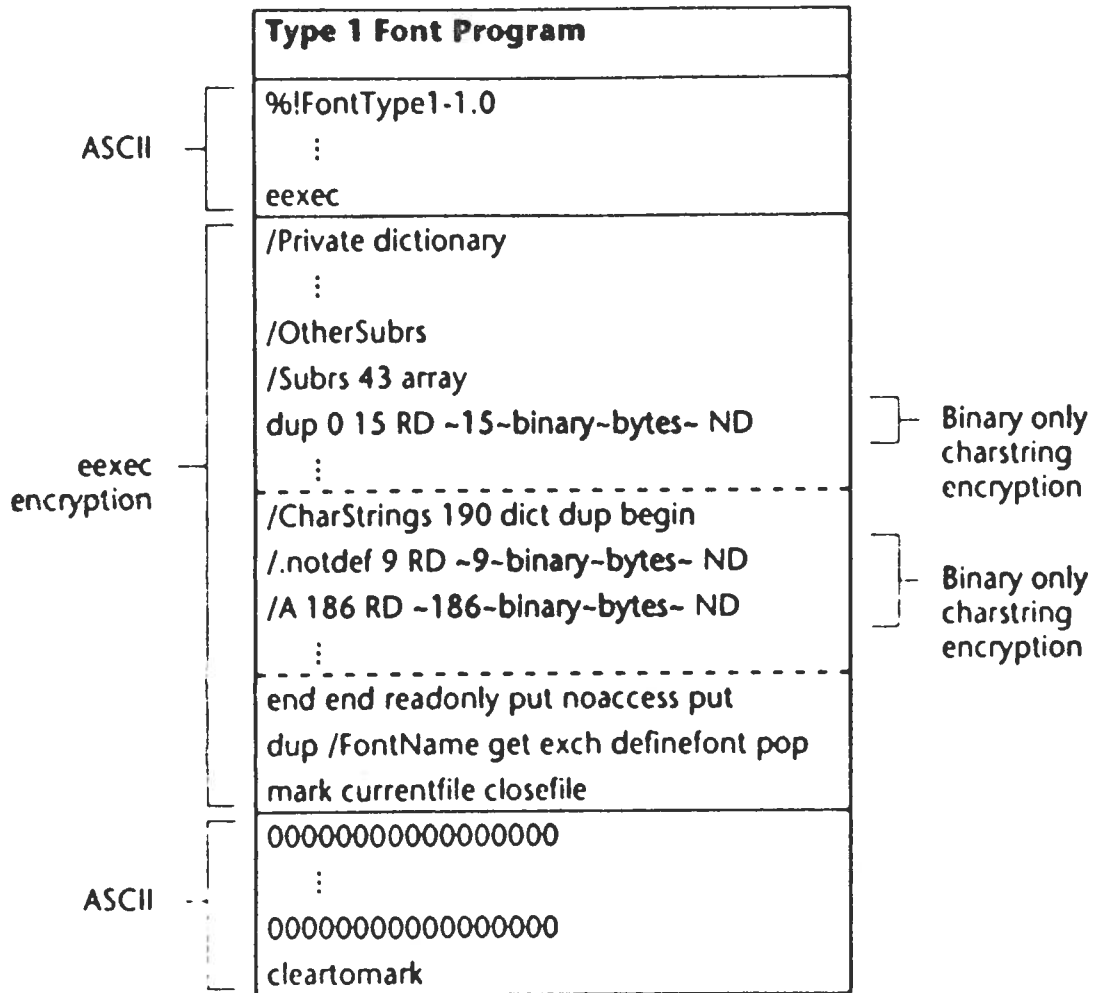 Type 1 Font Program
ASCII
%!FontType1-1.0
⋮
eexec
eexec
encryption
/Private dictionary
⋮
/OtherSubrs
/Subrs 43 array
dup 0 15 RD ~15~binary~bytes~ ND
⋮
Binary only
charstring
encryption
/CharStrings 190 dict dup begin
/.notdef 9 RD ~9~binary~bytes~ ND
/A 186 RD ~186~binary~bytes~ ND
⋮
Binary only
charstring
encryption
end end readonly put noaccess put
dup /FontName get exch definefont pop
mark currentfile closefile
ASCII
00000000000000000
⋮
00000000000000000
cleartomark